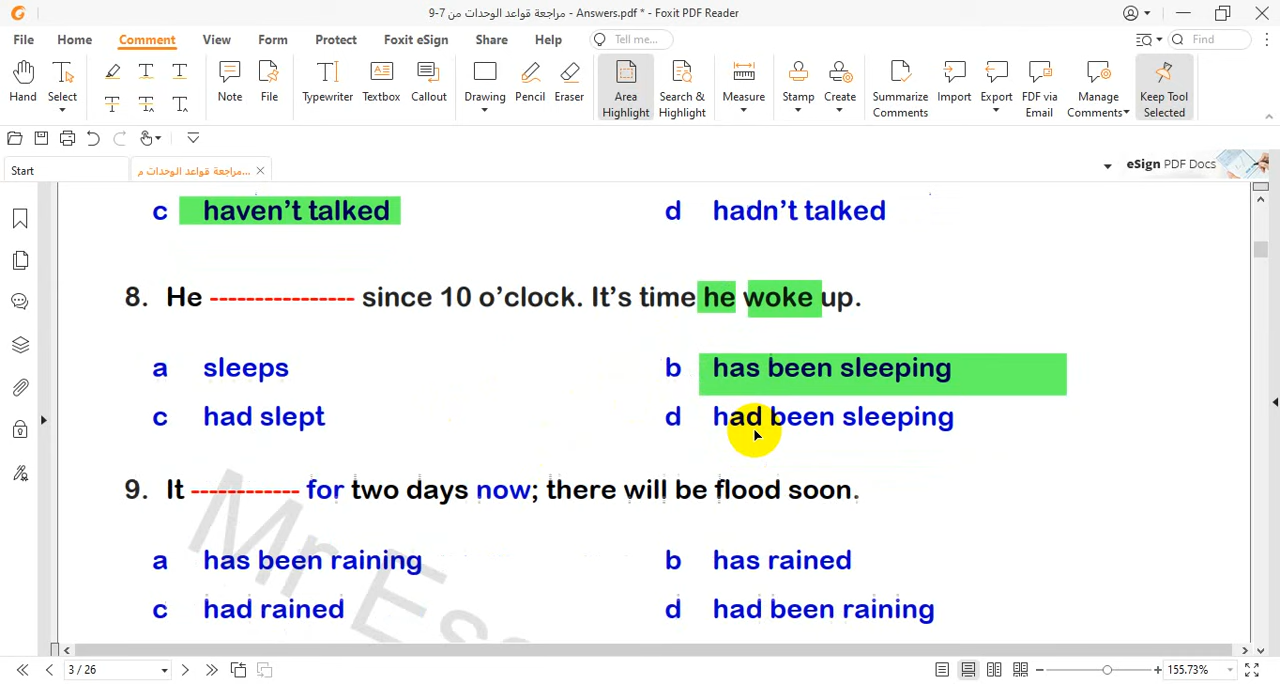 مراجعة قواعد الوحدات من 7-9 - Answers.pdf * - Foxit PDF Reader
File Home Comment View Form Protect Foxit eSign Share Help Tell me... Find
Hand Select Note File Typewriter Textbox Callout Drawing Pencil Eraser Area Highlight Search & Highlight Measure Stamp Create Summarize Comments Import Export FDF via Email Manage Comments Keep Tool Selected
Start مراجعة قواعد الوحدات م... eSign PDF Docs
c haven't talked d hadn't talked
8. He ---------------- since 10 o'clock. It's time he woke up.
a sleeps b has been sleeping
c had slept d had been sleeping
9. It ------------ for two days now; there will be flood soon.
a has been raining b has rained
c had rained d had been raining
Mr Ess
3 / 26 155.73%